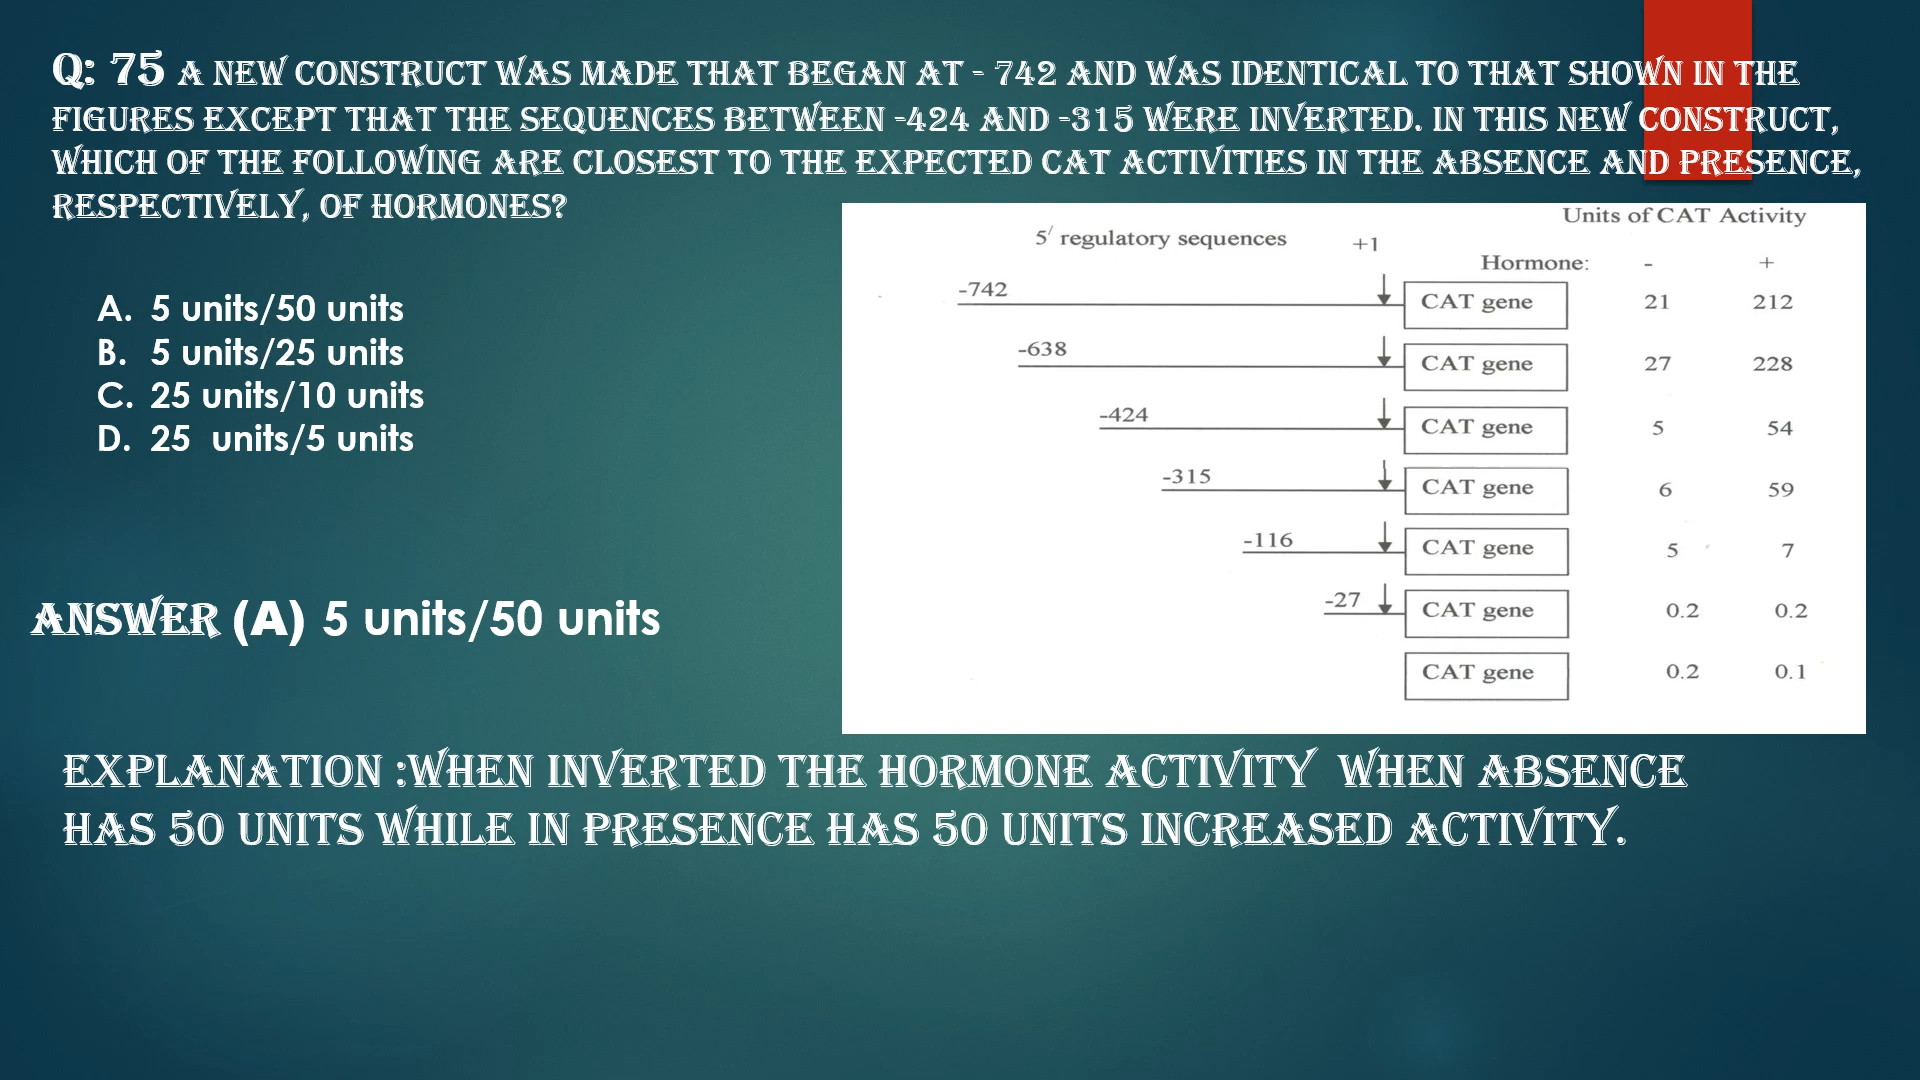 Q: 75 A NEW CONSTRUCT WAS MADE THAT BEGAN AT - 742 AND WAS IDENTICAL TO THAT SHOWN IN THE
FIGURES EXCEPT THAT THE SEQUENCES BETWEEN -424 AND -315 WERE INVERTED. IN THIS NEW CONSTRUCT,
WHICH OF THE FOLLOWING ARE CLOSEST TO THE EXPECTED CAT ACTIVITIES IN THE ABSENCE AND PRESENCE,
RESPECTIVELY, OF HORMONES?
A. 5 units/50 units
B. 5 units/25 units
C. 25 units/10 units
D. 25 units/5 units
Units of CAT Activity
5/ regulatory sequences +1
Hormone: - +
-742 CAT gene 21 212
-638 CAT gene 27 228
-424 CAT gene 5 54
-315 CAT gene 6 59
-116 CAT gene 5 7
-27 CAT gene 0.2 0.2
CAT gene 0.2 0.1
ANSWER (A) 5 units/50 units
EXPLANATION :WHEN INVERTED THE HORMONE ACTIVITY WHEN ABSENCE
HAS 50 UNITS WHILE IN PRESENCE HAS 50 UNITS INCREASED ACTIVITY.